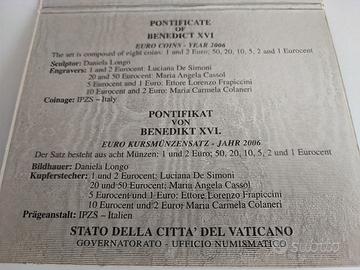 PONTIFICATE
OF
BENEDICT XVI
EURO COINS - YEAR 2006
The set is composed of eight coins: 1 and 2 Euro; 50, 20, 10, 5, 2 and 1 Eurocent
Sculptor: Daniela Longo
Engravers: 1 and 2 Eurocent: Luciana De Simoni
20 and 50 Eurocent: Maria Angela Cassol
5 Eurocent and 1 Euro: Ettore Lorenzo Frapiccini
10 Eurocent and 2 Euro: Maria Carmela Colaneri
Coinage: IPZS - Italy
PONTIFIKAT
VON
BENEDIKT XVI.
EURO KURSMÜNZENSATZ - JAHR 2006
Der Satz besteht aus acht Münzen: 1 und 2 Euro; 50, 20, 10, 5, 2 und 1 Eurocent
Bildhauer: Daniela Longo
Kupferstecher: 1 und 2 Eurocent: Luciana De Simoni
20 und 50 Eurocent; Maria Angela Cassol
5 Eurocent und 1 Euro: Ettore Lorenzo Frapiccini
10 Eurocent und 2 Euro: Maria Carmela Colaneri
Prägeanstalt: IPZS - Italien
STATO DELLA CITTA' DEL VATICANO
GOVERNATORATO - UFFICIO NUMISMATICO
subito